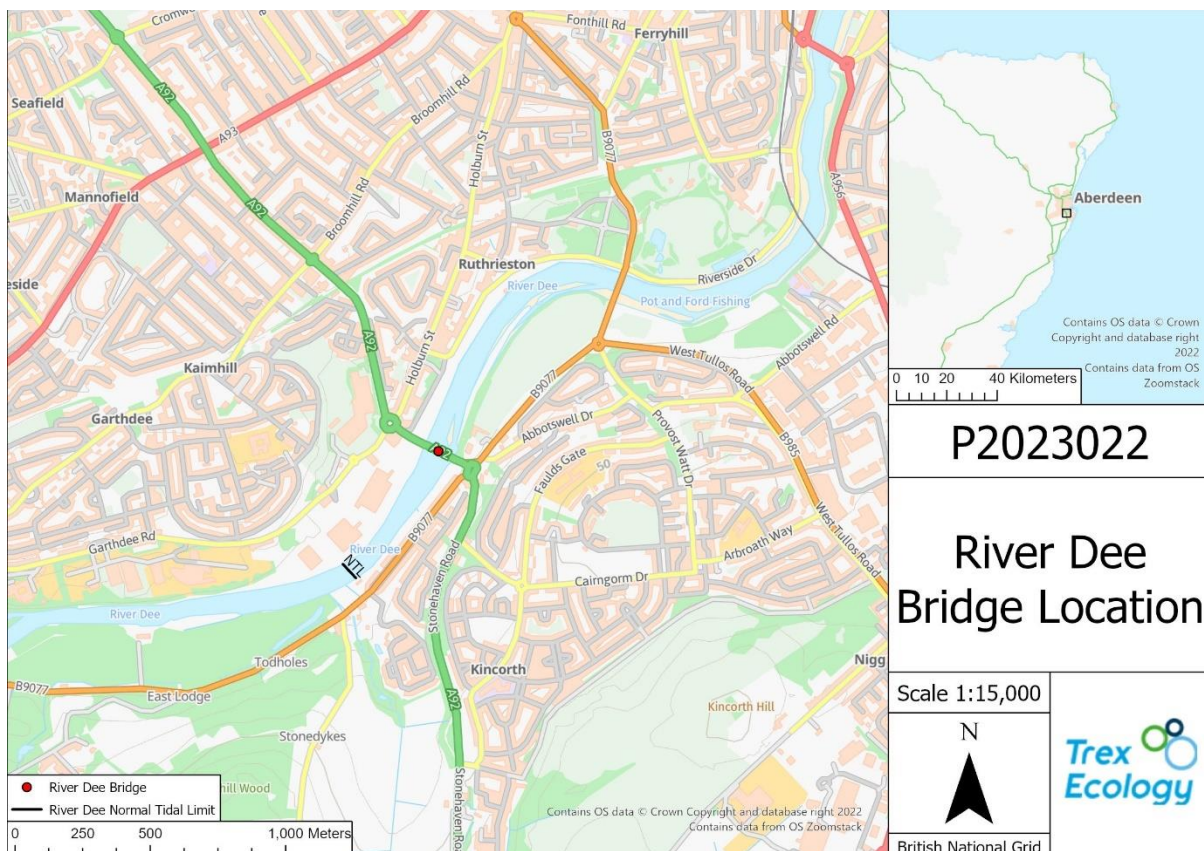 Cromw
Fonthill Rd
Ferryhill
Seafield
A92
A93
Broomhill Rd
Holburn St
B9077
A956
Mannofield
A92
Broomhill Rd
Ruthrieston
Riverside Dr
eside
River Dee
Pot and Ford Fishing
A92
Holburn St
Abbotswell Rd
West Tullos Road
Kaimhill
B9077
Garthdee
Abbotswell Dr
Provost Watt Dr
B985
Faulds Gate
50
West Tullos Road
Garthdee Rd
River Dee
B9077
NTL
Arbroath Way
Stonehaven Road
Cairngorm Dr
River Dee
Todholes
Kincorth
Nigg
B9077
East Lodge
A92
Kincorth Hill
Stonedykes
hill Wood
Stonehaven Roa
River Dee Bridge
River Dee Normal Tidal Limit
0 250 500 1,000 Meters
Contains OS data © Crown Copyright and database right 2022
Contains data from OS Zoomstack
Aberdeen
Contains OS data © Crown
Copyright and database right
2022
Contains data from OS
Zoomstack
0 10 20 40 Kilometers
P2023022
River Dee
Bridge Location
Scale 1:15,000
N
British National Grid
Trex
Ecology